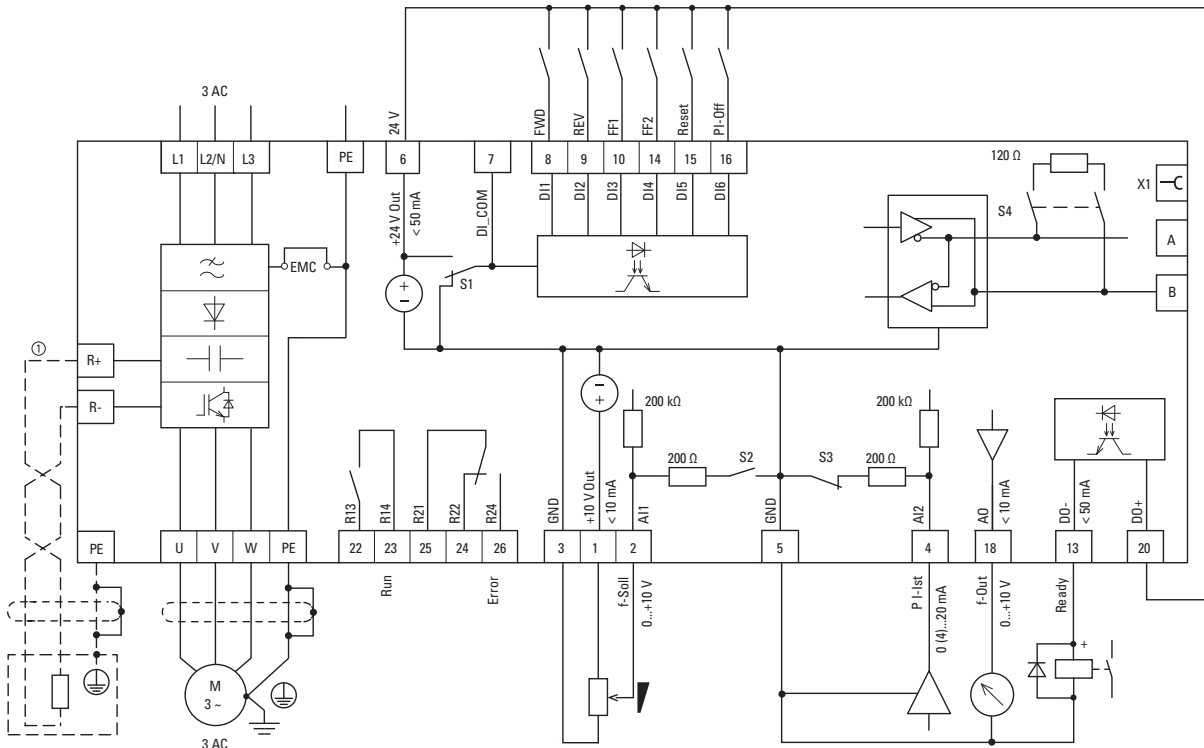 3 AC
24 V
FWD
REV
FF1
FF2
Reset
PI-Off
L1 L2/N L3 PE 6 7 8 9 10 14 15 16
120 Ω
X1
+24 V Out
< 50 mA
DI_COM
DI1
DI2
DI3
DI4
DI5
DI6
S4
A
EMC
+
-
S1
B
①
R+
R-
-
+
200 kΩ
200 kΩ
200 Ω
S2
S3
200 Ω
R13
R14
R21
R22
R24
GND
+10 V Out
< 10 mA
AI1
GND
AI2
AO
< 10 mA
DO-
< 50 mA
DO+
PE U V W PE 22 23 25 24 26 3 1 2 5 4 18 13 20
Run
Error
f-Soll
0...+10 V
P I-Ist
0 (4)...20 mA
f-Out
0...+10 V
Ready
+
M
3 ~
3 AC